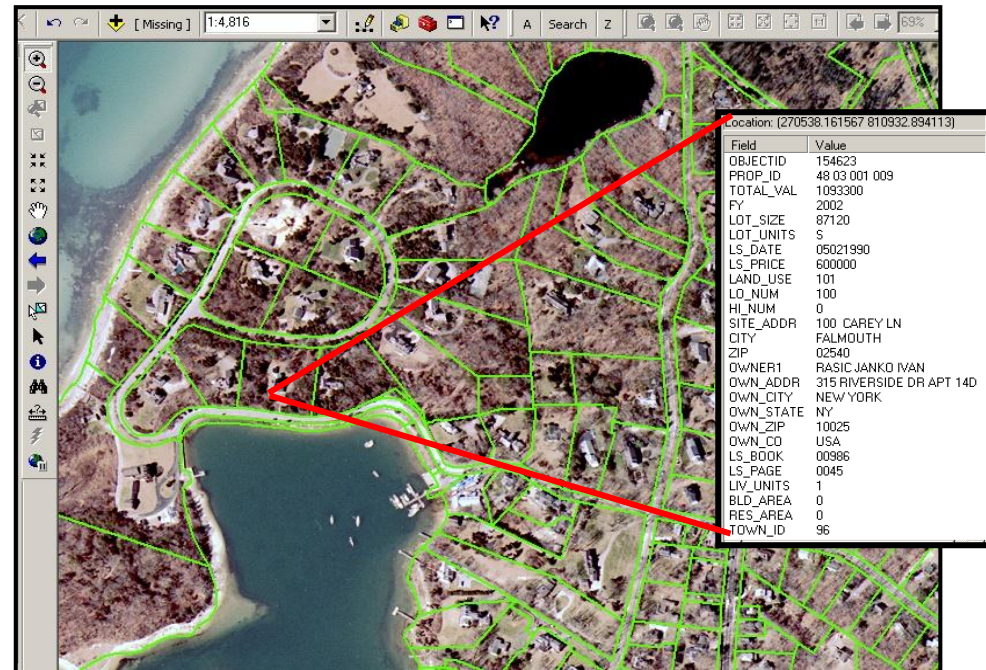 [ Missing ] 1:4,816 A Search Z 69%
Location: (270538.161567 810932.894113)
Field Value
OBJECTID 154623
PROP_ID 48 03 001 009
TOTAL_VAL 1093300
FY 2002
LOT_SIZE 87120
LOT_UNITS S
LS_DATE 05021990
LS_PRICE 600000
LAND_USE 101
LO_NUM 100
HI_NUM 0
SITE_ADDR 100 CAREY LN
CITY FALMOUTH
ZIP 02540
OWNER1 RASIC JANKO IVAN
OWN_ADDR 315 RIVERSIDE DR APT 14D
OWN_CITY NEW YORK
OWN_STATE NY
OWN_ZIP 10025
OWN_CO USA
LS_BOOK 00986
LS_PAGE 0045
LIV_UNITS 1
BLD_AREA 0
RES_AREA 0
TOWN_ID 96